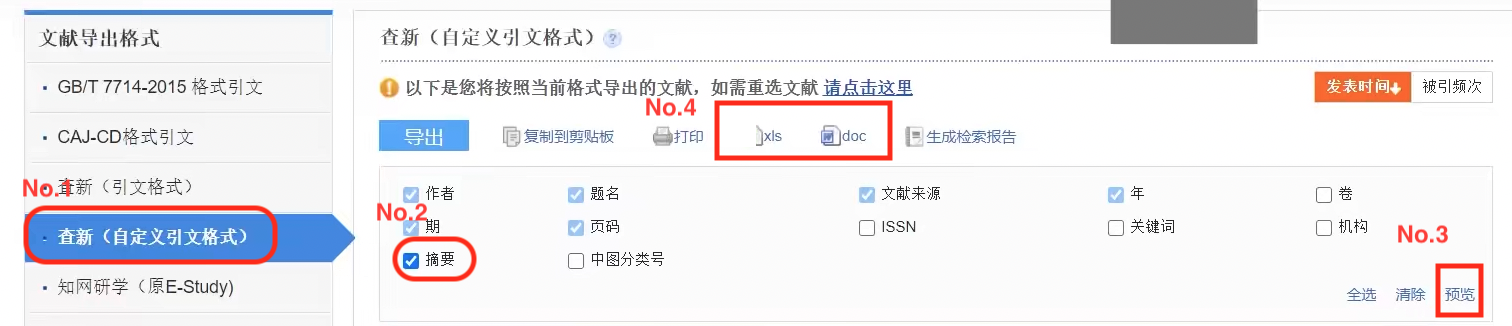 文献导出格式
GB/T 7714-2015 格式引文
CAJ-CD格式引文
查新（引文格式）
No.1
查新（自定义引文格式）
知网研学（原E-Study)
查新（自定义引文格式） ?
以下是您将按照当前格式导出的文献，如需重选文献 请点击这里
发表时间 被引频次
No.4
导出 复制到剪贴板 打印 xls doc 生成检索报告
作者 题名 文献来源 年 卷
No.2
期 页码 ISSN 关键词 机构
No.3
摘要 中图分类号
全选 清除 预览